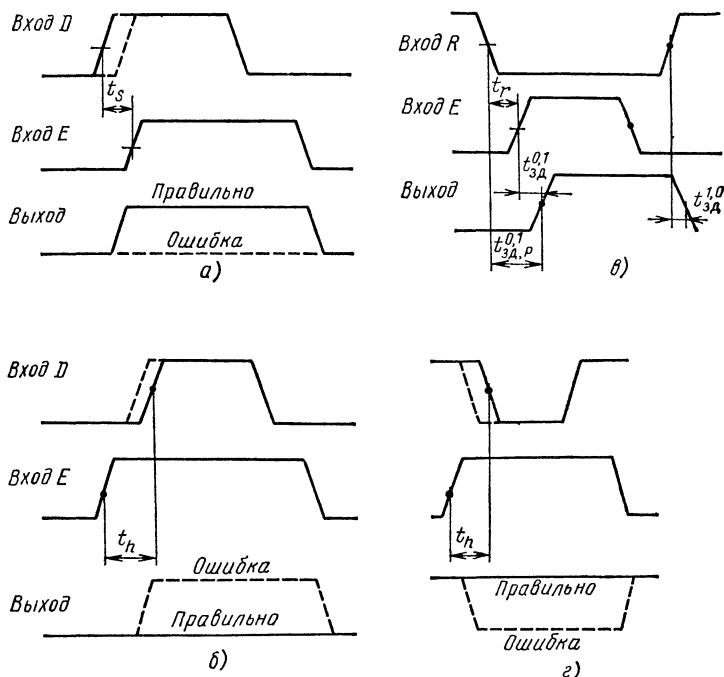 Вход D
t_s
Вход E
Выход
Правильно
Ошибка
а)
Вход R
t_r
Вход E
t_зд^0,1
Выход
t_зд^1,0
t_зд,р^0,1
в)
Вход D
Вход E
t_h
Выход
Ошибка
Правильно
б)
t_h
Правильно
Ошибка
г)